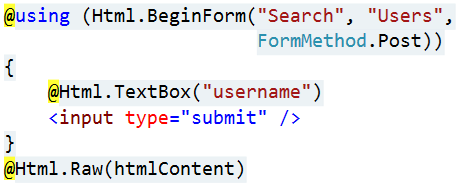 @using (Html.BeginForm("Search", "Users",
FormMethod.Post))
{
@Html.TextBox("username")
<input type="submit" />
}
@Html.Raw(htmlContent)